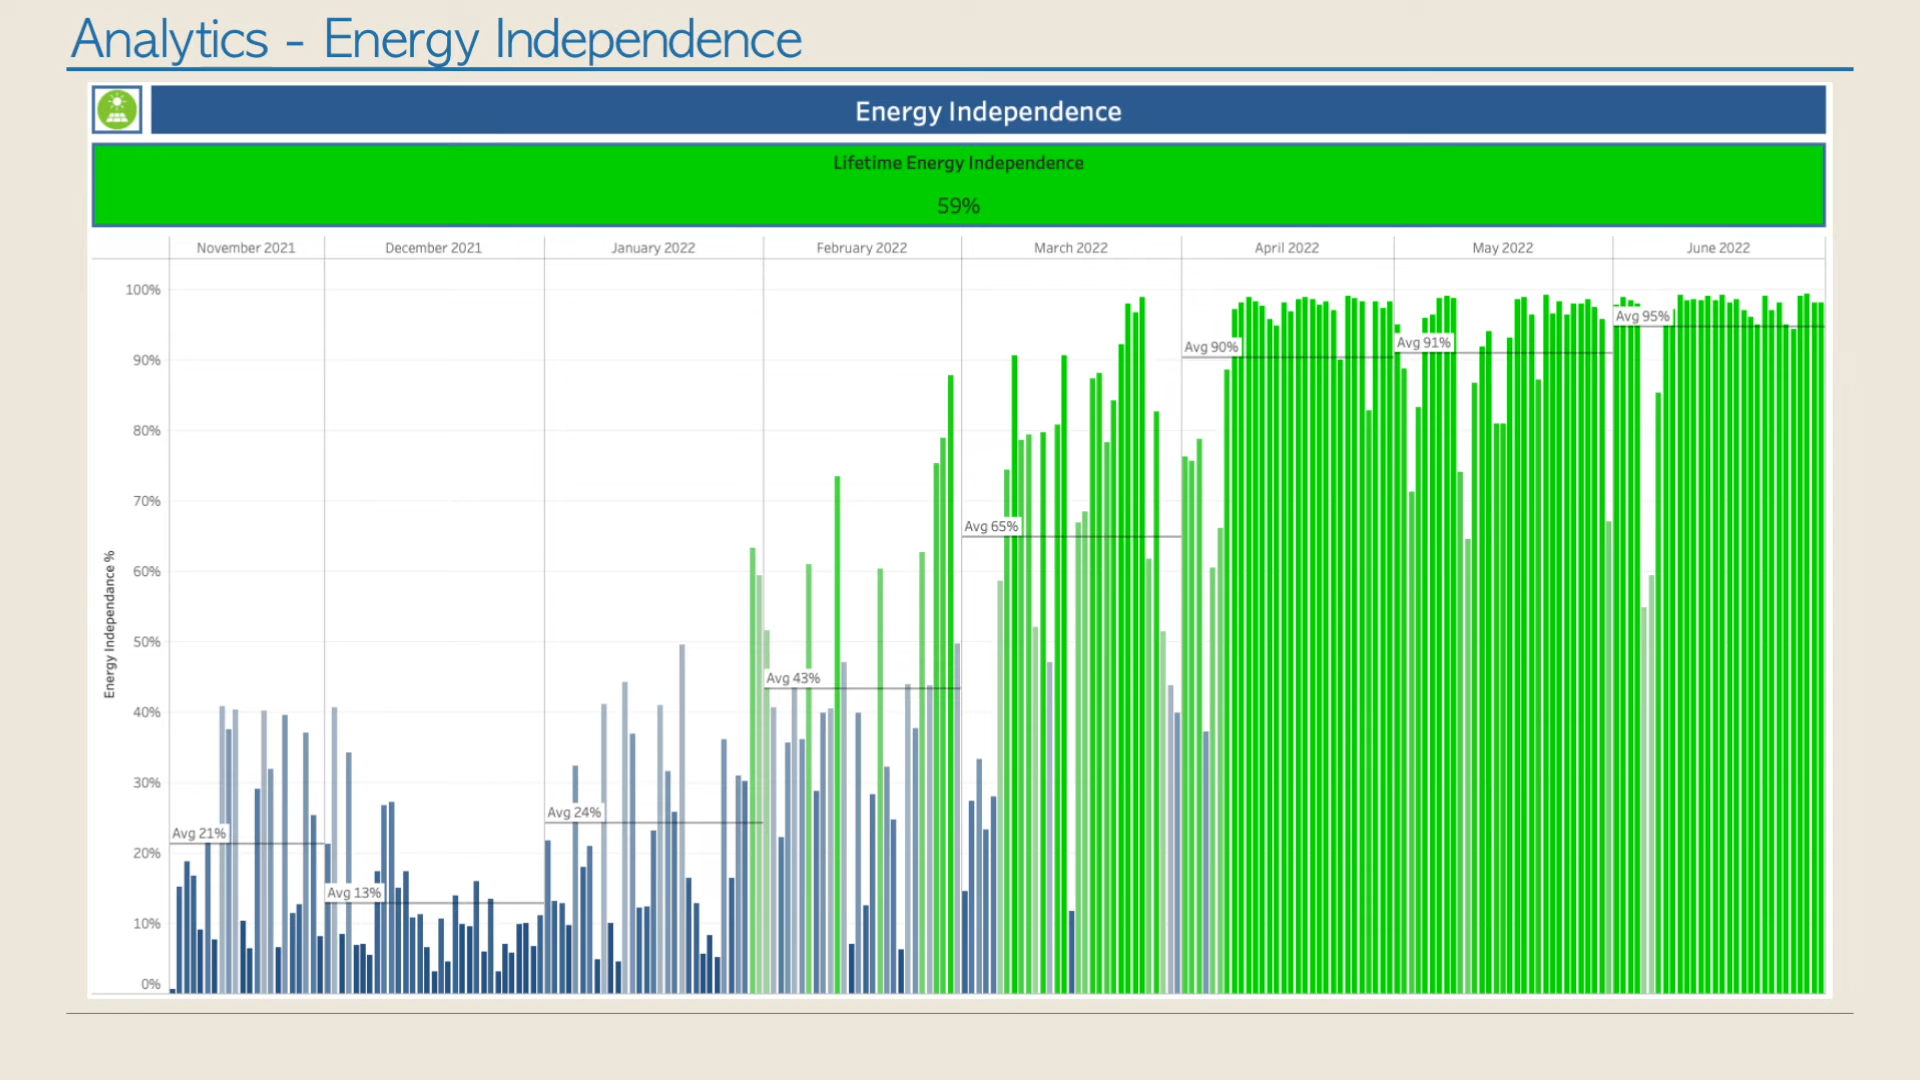 Analytics - Energy Independence
Energy Independence
Lifetime Energy Independence
59%
November 2021
December 2021
January 2022
February 2022
March 2022
April 2022
May 2022
June 2022
Energy Independance %
100%
90%
80%
70%
60%
50%
40%
30%
20%
10%
0%
Avg 21%
Avg 13%
Avg 24%
Avg 43%
Avg 65%
Avg 90%
Avg 91%
Avg 95%